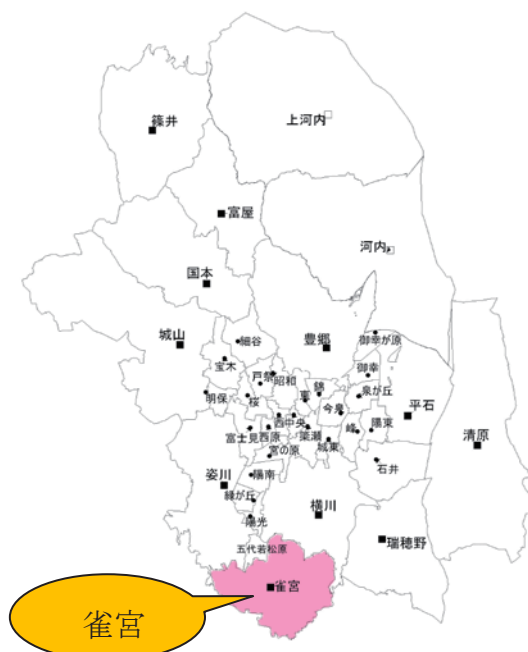 上河内
篠井
富屋
河内
国本
城山
豊郷
御幸が原
細谷
宝木
戸祭
昭和
御幸
錦
泉が丘
明保
桜
東
今泉
平石
西中央
簗瀬
峰
陽東
富士見
西原
城東
清原
宮の原
石井
陽南
姿川
緑が丘
横川
陽光
瑞穂野
五代若松原
雀宮
雀宮